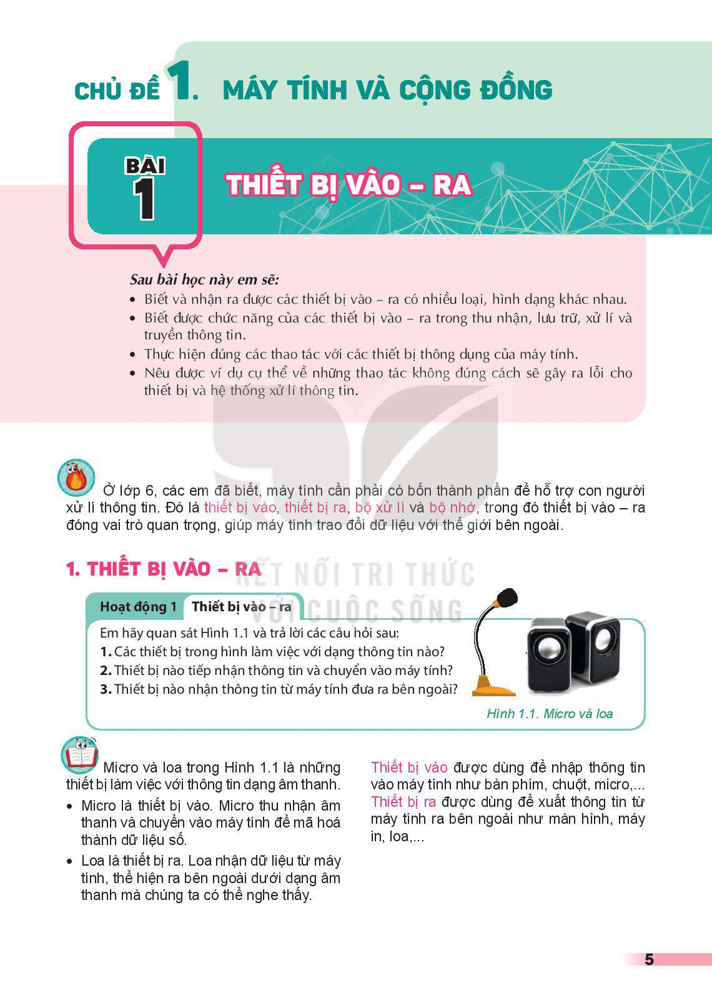 CHỦ ĐỀ 1. MÁY TÍNH VÀ CỘNG ĐỒNG
BÀI
1
THIẾT BỊ VÀO – RA
Sau bài học này em sẽ:
• Biết và nhận ra được các thiết bị vào – ra có nhiều loại, hình dạng khác nhau.
• Biết được chức năng của các thiết bị vào – ra trong thu nhận, lưu trữ, xử lí và
truyền thông tin.
• Thực hiện đúng các thao tác với các thiết bị thông dụng của máy tính.
• Nêu được ví dụ cụ thể về những thao tác không đúng cách sẽ gây ra lỗi cho
thiết bị và hệ thống xử lí thông tin.
Ở lớp 6, các em đã biết, máy tính cần phải có bốn thành phần để hỗ trợ con người
xử lí thông tin. Đó là thiết bị vào, thiết bị ra, bộ xử lí và bộ nhớ, trong đó thiết bị vào – ra
đóng vai trò quan trọng, giúp máy tính trao đổi dữ liệu với thế giới bên ngoài.
1. THIẾT BỊ VÀO – RA
KẾT NỐI TRI THỨC
VỚI CUỘC SỐNG
Hoạt động 1 Thiết bị vào – ra
Em hãy quan sát Hình 1.1 và trả lời các câu hỏi sau:
1. Các thiết bị trong hình làm việc với dạng thông tin nào?
2. Thiết bị nào tiếp nhận thông tin và chuyển vào máy tính?
3. Thiết bị nào nhận thông tin từ máy tính đưa ra bên ngoài?
Hình 1.1. Micro và loa
Micro và loa trong Hình 1.1 là những
thiết bị làm việc với thông tin dạng âm thanh.
• Micro là thiết bị vào. Micro thu nhận âm
thanh và chuyển vào máy tính để mã hoá
thành dữ liệu số.
• Loa là thiết bị ra. Loa nhận dữ liệu từ máy
tính, thể hiện ra bên ngoài dưới dạng âm
thanh mà chúng ta có thể nghe thấy.
Thiết bị vào được dùng để nhập thông tin
vào máy tính như bàn phím, chuột, micro,...
Thiết bị ra được dùng để xuất thông tin từ
máy tính ra bên ngoài như màn hình, máy
in, loa,...
5